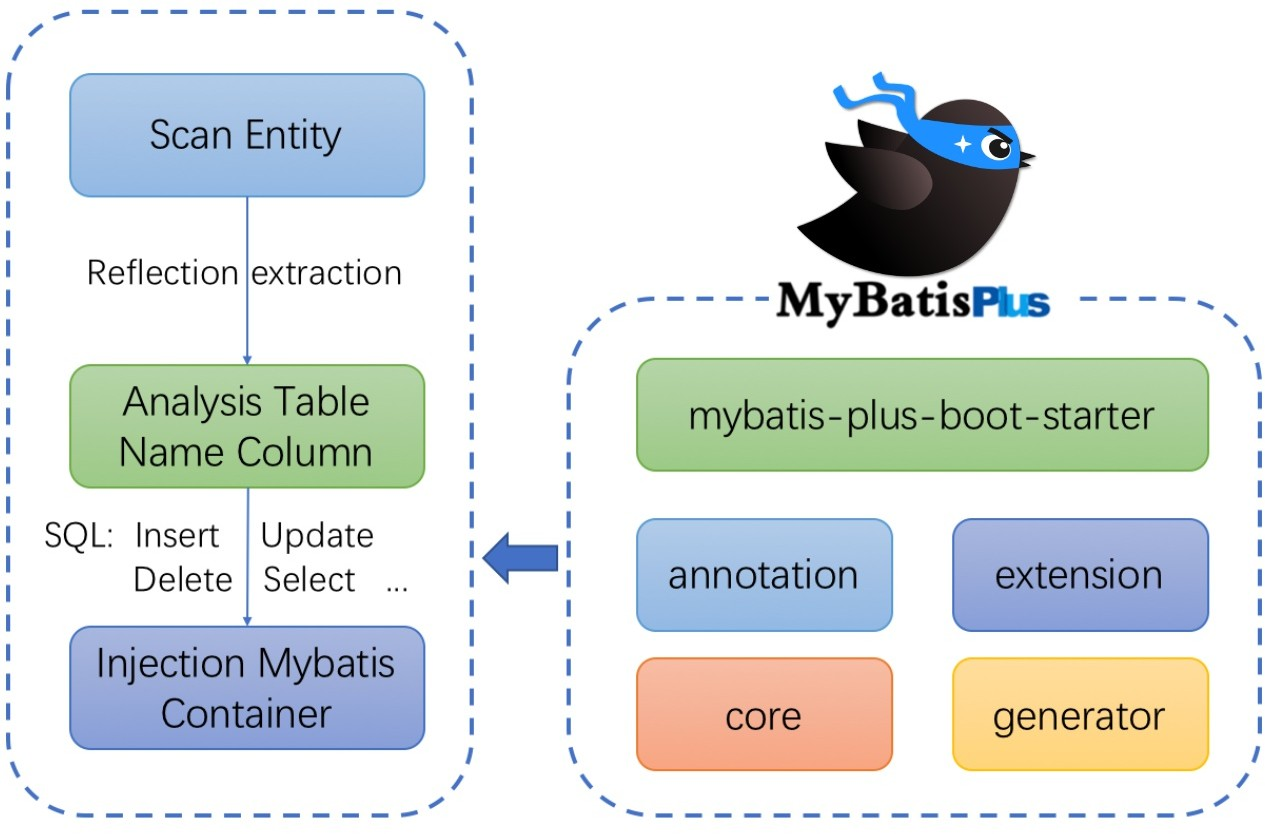 Scan Entity
Reflection extraction
Analysis Table
Name Column
SQL: Insert Update
Delete Select ...
Injection Mybatis
Container
MyBatisPlus
mybatis-plus-boot-starter
annotation
extension
core
generator